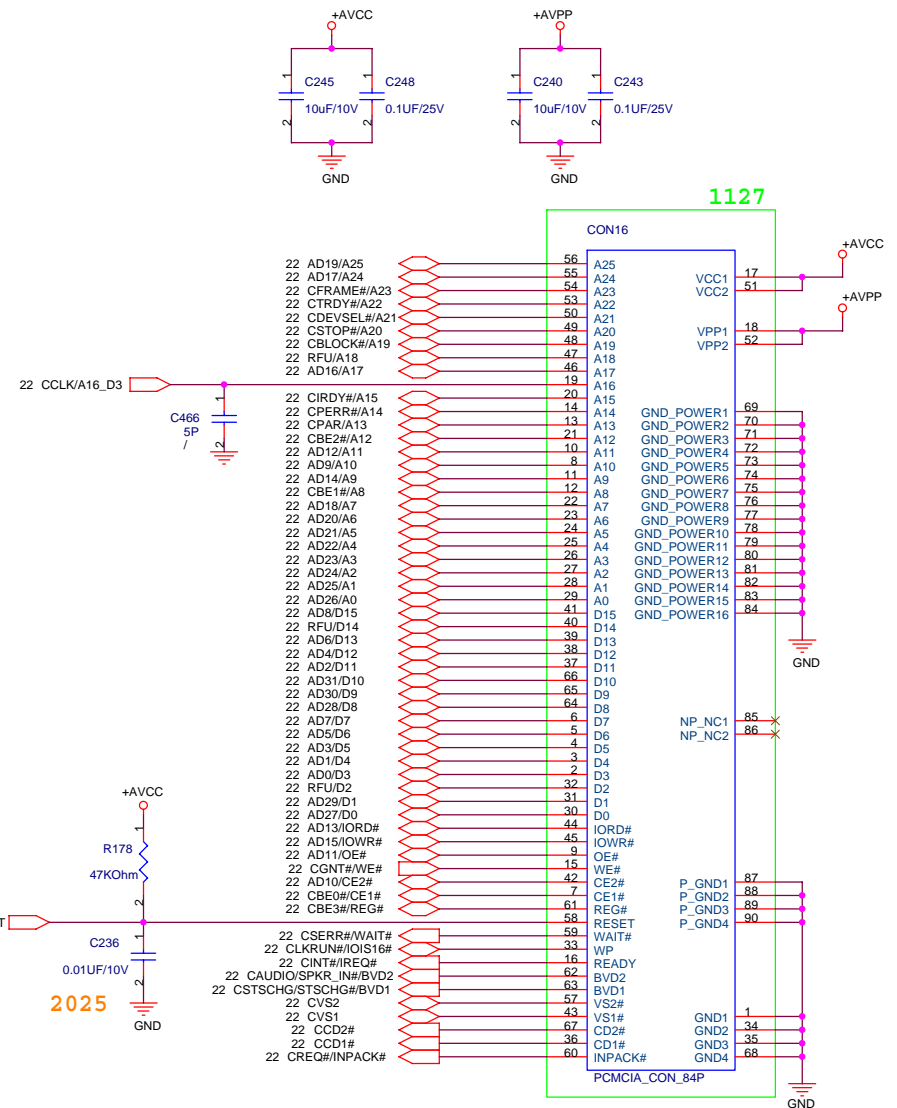 +AVCC +AVPP
1 C245 1 C248 1 C240 1 C243
10uF/10V 0.1UF/25V 10uF/10V 0.1UF/25V
2 2 2 2
GND GND
1127
CON16
+AVCC
22 AD19/A25 56 A25
22 AD17/A24 55 A24 VCC1 17
22 CFRAME#/A23 54 A23 VCC2 51
22 CTRDY#/A22 53 A22
+AVPP
22 CDEVSEL#/A21 50 A21
22 CSTOP#/A20 49 A20 VPP1 18
22 CBLOCK#/A19 48 A19 VPP2 52
22 RFU/A18 47 A18
22 AD16/A17 46 A17
22 CCLK/A16_D3 19 A16
22 CIRDY#/A15 20 A15
22 CPERR#/A14 14 A14 GND_POWER1 69
22 CPAR/A13 13 A13 GND_POWER2 70
22 CBE2#/A12 21 A12 GND_POWER3 71
22 AD12/A11 10 A11 GND_POWER4 72
22 AD9/A10 8 A10 GND_POWER5 73
22 AD14/A9 11 A9 GND_POWER6 74
22 CBE1#/A8 12 A8 GND_POWER7 75
22 AD18/A7 22 A7 GND_POWER8 76
22 AD20/A6 23 A6 GND_POWER9 77
22 AD21/A5 24 A5 GND_POWER10 78
22 AD22/A4 25 A4 GND_POWER11 79
22 AD23/A3 26 A3 GND_POWER12 80
22 AD24/A2 27 A2 GND_POWER13 81
22 AD25/A1 28 A1 GND_POWER14 82
22 AD26/A0 29 A0 GND_POWER15 83
22 AD8/D15 41 D15 GND_POWER16 84
22 RFU/D14 40 D14
22 AD6/D13 39 D13
22 AD4/D12 38 D12
GND
22 AD2/D11 37 D11
22 AD31/D10 66 D10
22 AD30/D9 65 D9
22 AD28/D8 64 D8
22 AD7/D7 6 D7 NP_NC1 85
22 AD5/D6 5 D6 NP_NC2 86
22 AD3/D5 4 D5
22 AD1/D4 3 D4
22 AD0/D3 2 D3
22 RFU/D2 32 D2
22 AD29/D1 31 D1
22 AD27/D0 30 D0
22 AD13/IORD# 44 IORD#
22 AD15/IOWR# 45 IOWR#
22 AD11/OE# 9 OE#
22 CGNT#/WE# 15 WE#
22 AD10/CE2# 42 CE2# P_GND1 87
22 CBE0#/CE1# 7 CE1# P_GND2 88
22 CBE3#/REG# 61 REG# P_GND3 89
T 58 RESET P_GND4 90
22 CSERR#/WAIT# 59 WAIT#
22 CLKRUN#/IOIS16# 33 WP
22 CINT#/IREQ# 16 READY
22 CAUDIO/SPKR_IN#/BVD2 62 BVD2
22 CSTSCHG/STSCHG#/BVD1 63 BVD1
22 CVS2 57 VS2#
22 CVS1 43 VS1# GND1 1
22 CCD2# 67 CD2# GND2 34
22 CCD1# 36 CD1# GND3 35
22 CREQ#/INPACK# 60 INPACK# GND4 68
PCMCIA_CON_84P
GND
1
C466
5P
/
2
+AVCC
1
R178
47KOhm
2
1
C236
0.01UF/10V
2
2025
GND